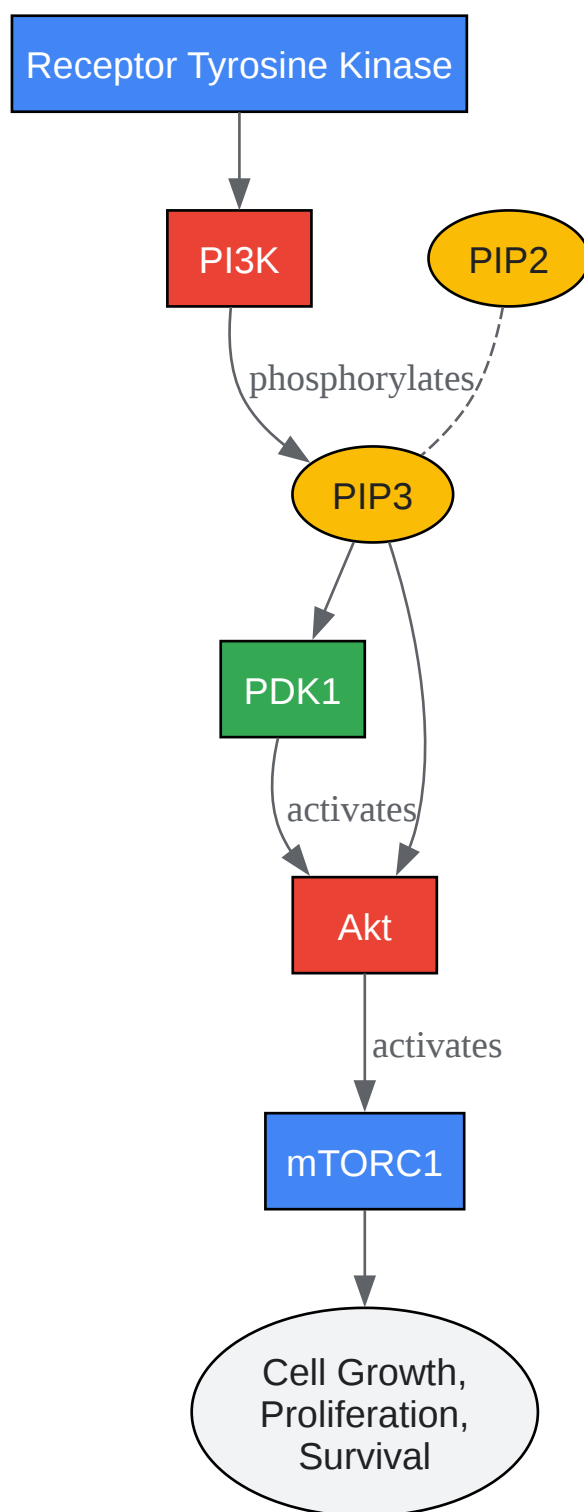 Receptor Tyrosine Kinase
PI3K
PIP2
phosphorylates
PIP3
PDK1
activates
Akt
activates
mTORC1
Cell Growth,
Proliferation,
Survival